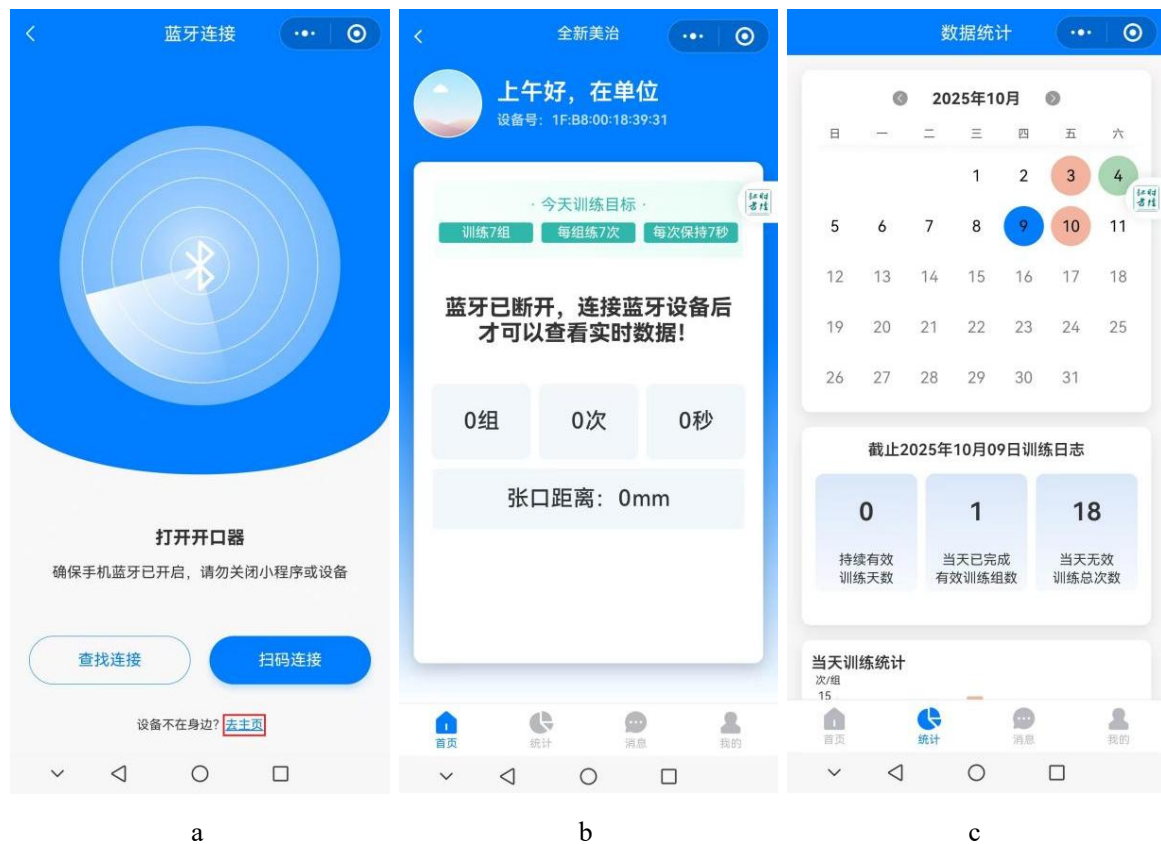 蓝牙连接
打开开口器
确保手机蓝牙已开启，请勿关闭小程序或设备
查找连接
扫码连接
设备不在身边？去主页
a
全新美治
上午好，在单位
设备号：1F:B8:00:18:39:31
· 今天训练目标 ·
训练7组
每组练7次
每次保持7秒
蓝牙已断开，连接蓝牙设备后
才可以查看实时数据！
0组
0次
0秒
张口距离：0mm
首页
统计
消息
我的
b
数据统计
2025年10月
日 一 二 三 四 五 六
1 2 3 4
5 6 7 8 9 10 11
12 13 14 15 16 17 18
19 20 21 22 23 24 25
26 27 28 29 30 31
截止2025年10月09日训练日志
0
持续有效
训练天数
1
当天已完成
有效训练组数
18
当天无效
训练总次数
当天训练统计
次/组
15
首页
统计
消息
我的
c